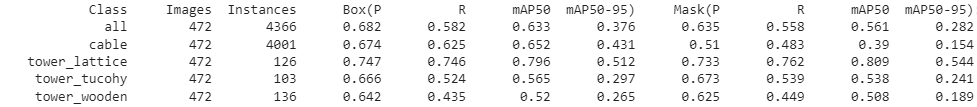 Class Images Instances Box(P R mAP50 mAP50-95) Mask(P R mAP50 mAP50-95)
all 472 4366 0.682 0.582 0.633 0.376 0.635 0.558 0.561 0.282
cable 472 4001 0.674 0.625 0.652 0.431 0.51 0.483 0.39 0.154
tower_lattice 472 126 0.747 0.746 0.796 0.512 0.733 0.762 0.809 0.544
tower_tucohy 472 103 0.666 0.524 0.565 0.297 0.673 0.539 0.538 0.241
tower_wooden 472 136 0.642 0.435 0.52 0.265 0.625 0.449 0.508 0.189